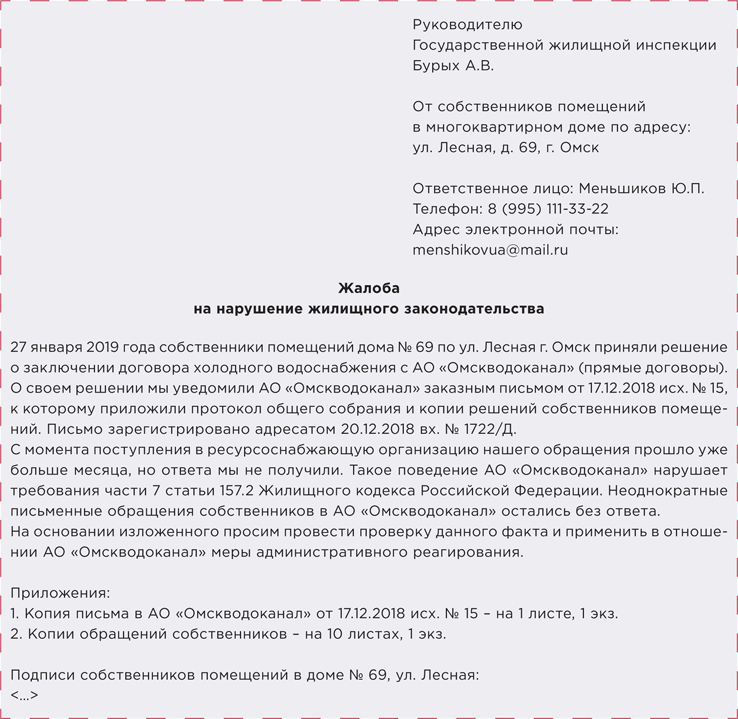 Руководителю
Государственной жилищной инспекции
Бурых А.В.
От собственников помещений
в многоквартирном доме по адресу:
ул. Лесная, д. 69, г. Омск
Ответственное лицо: Меньшиков Ю.П.
Телефон: 8 (995) 111-33-22
Адрес электронной почты:
menshikovua@mail.ru
Жалоба
на нарушение жилищного законодательства
27 января 2019 года собственники помещений дома № 69 по ул. Лесная г. Омск приняли решение
о заключении договора холодного водоснабжения с АО «Омскводоканал» (прямые договоры).
О своем решении мы уведомили АО «Омскводоканал» заказным письмом от 17.12.2018 исх. № 15,
к которому приложили протокол общего собрания и копии решений собственников помеще-
ний. Письмо зарегистрировано адресатом 20.12.2018 вх. № 1722/Д.
С момента поступления в ресурсоснабжающую организацию нашего обращения прошло уже
больше месяца, но ответа мы не получили. Такое поведение АО «Омскводоканал» нарушает
требования части 7 статьи 157.2 Жилищного кодекса Российской Федерации. Неоднократные
письменные обращения собственников в АО «Омскводоканал» остались без ответа.
На основании изложенного просим провести проверку данного факта и применить в отноше-
нии АО «Омскводоканал» меры административного реагирования.
Приложения:
1. Копия письма в АО «Омскводоканал» от 17.12.2018 исх. № 15 – на 1 листе, 1 экз.
2. Копии обращений собственников – на 10 листах, 1 экз.
Подписи собственников помещений в доме № 69, ул. Лесная:
<...>